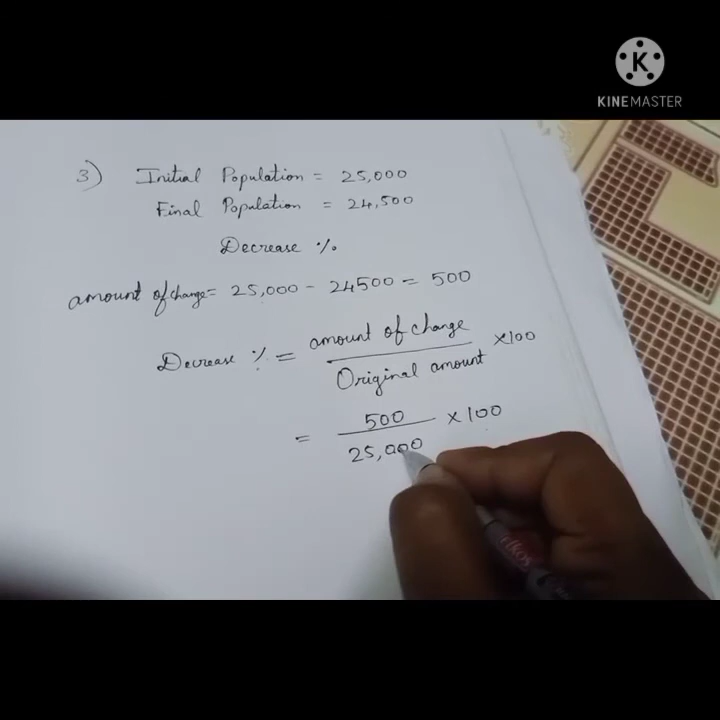 KINEMASTER
3) Initial Population = 25,000
Final Population = 24,500
Decrease %
amount of change = 25,000 - 24500 = 500
Decrease % = amount of change / Original amount ×100
= 500 / 25,000 ×100